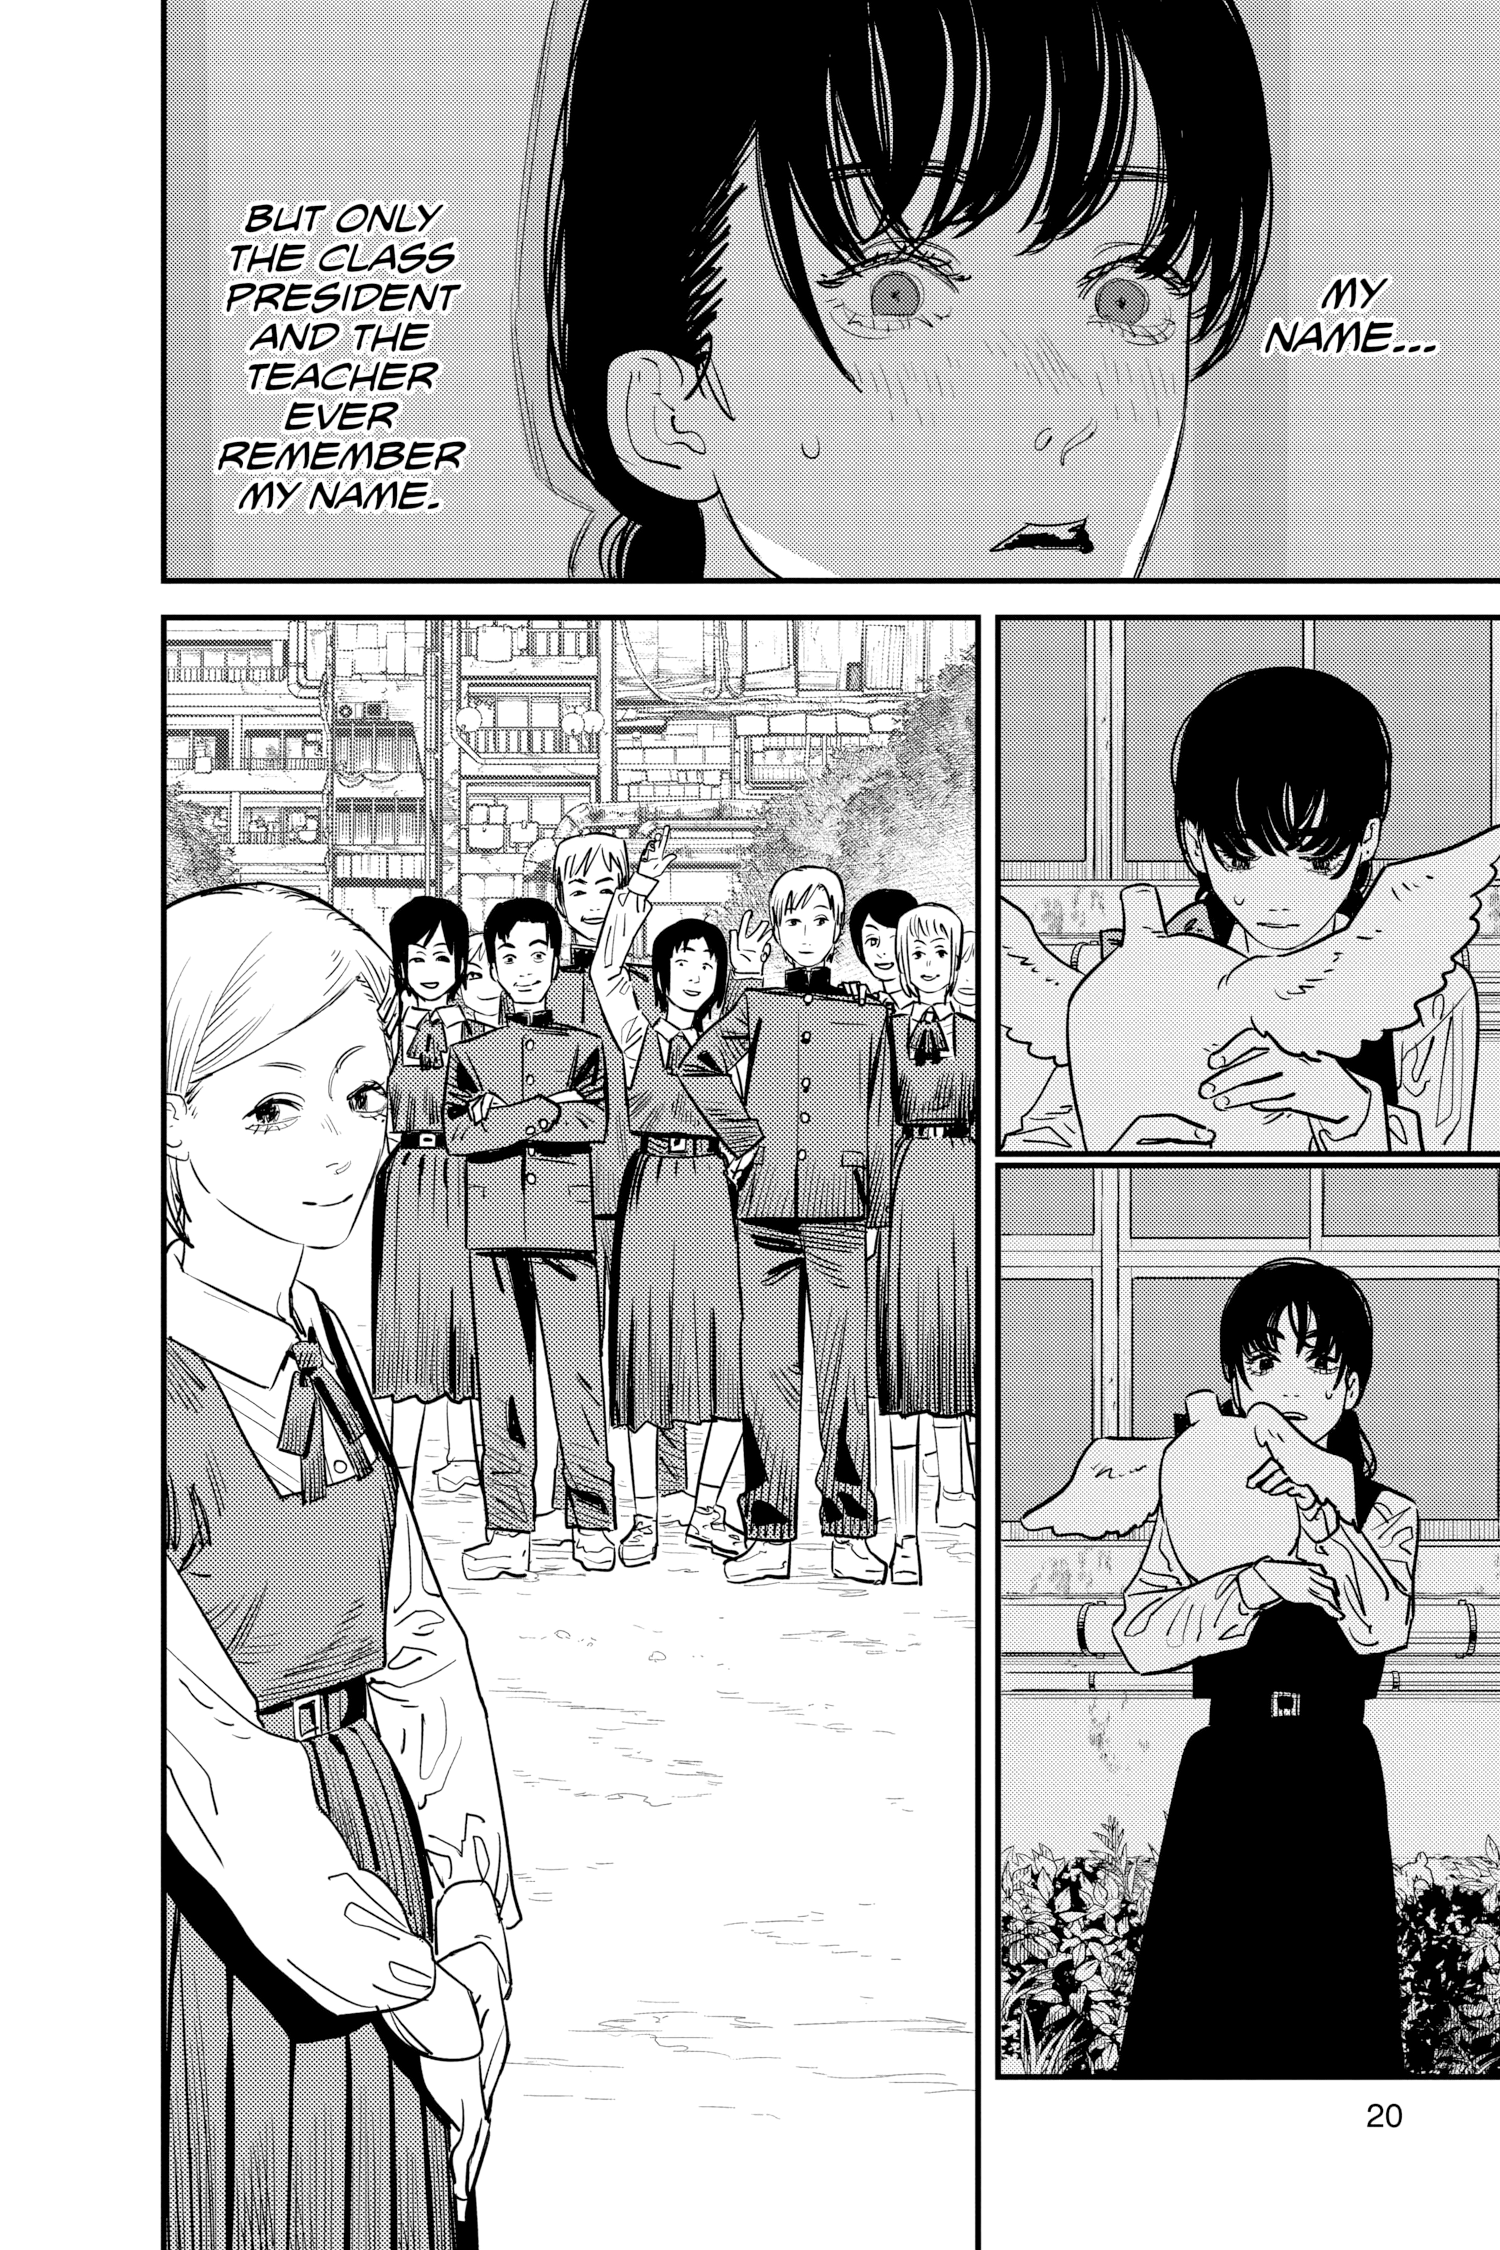 MY
NAME...
BUT ONLY
THE CLASS
PRESIDENT
AND THE
TEACHER
EVER
REMEMBER
MY NAME.
20